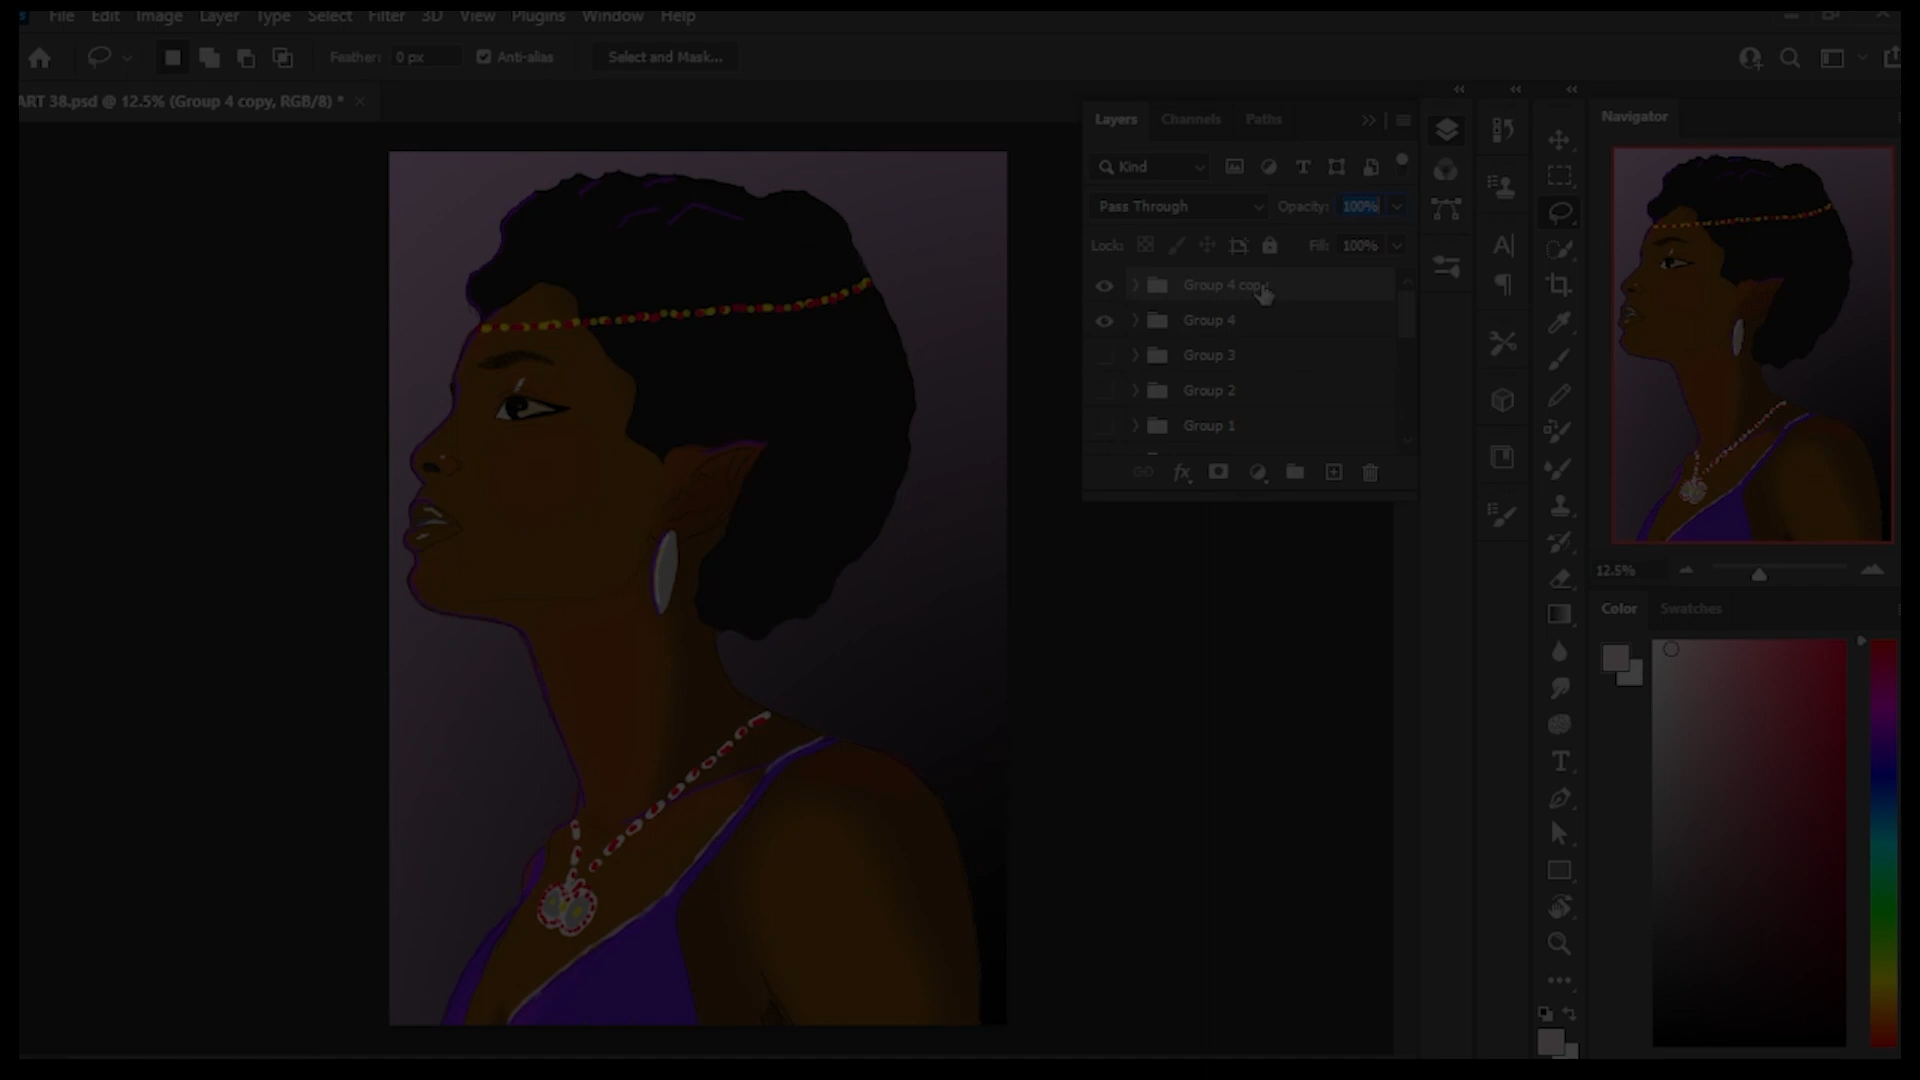 File Edit Image Layer Type Select Filter 3D View Plugins Window Help
Feather: 0 px Anti-alias Select and Mask...
ART 38.psd @ 12.5% (Group 4 copy, RGB/8) *
Layers Channels Paths
Navigator
Kind
Pass Through Opacity: 100%
Lock: Fill: 100%
Group 4 copy
Group 4
Group 3
Group 2
Group 1
fx
12.5%
Color Swatches